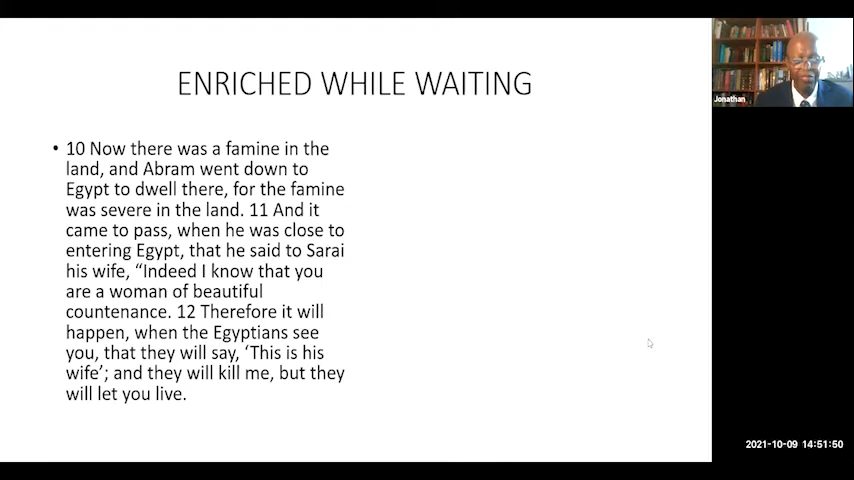 ENRICHED WHILE WAITING
• 10 Now there was a famine in the
land, and Abram went down to
Egypt to dwell there, for the famine
was severe in the land. 11 And it
came to pass, when he was close to
entering Egypt, that he said to Sarai
his wife, “Indeed I know that you
are a woman of beautiful
countenance. 12 Therefore it will
happen, when the Egyptians see
you, that they will say, ‘This is his
wife’; and they will kill me, but they
will let you live.
Jonathan
2021-10-09 14:51:50